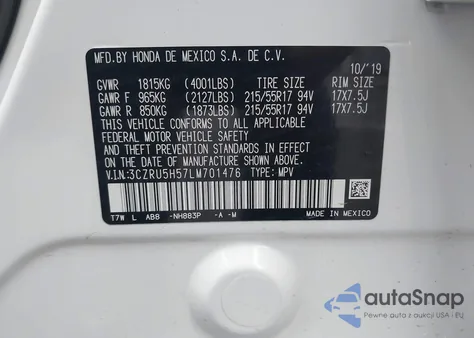 MFD.BY HONDA DE MEXICO S.A. DE C.V.
10/'19
GVWR 1815KG (4001LBS) TIRE SIZE RIM SIZE
GAWR F 965KG (2127LBS) 215/55R17 94V 17X7.5J
GAWR R 850KG (1873LBS) 215/55R17 94V 17X7.5J
THIS VEHICLE CONFORMS TO ALL APPLICABLE
FEDERAL MOTOR VEHICLE SAFETY AND
BUMPER STANDARDS IN EFFECT ON THE
DATE OF MANUFACTURE SHOWN ABOVE.
V.I.N:3CZRU5H57LM701476 TYPE: MPV
T7W L ABB -NH883P -A -M
MADE IN
MEXICO
autoSnap
Pewne auta z aukcji USA i EU